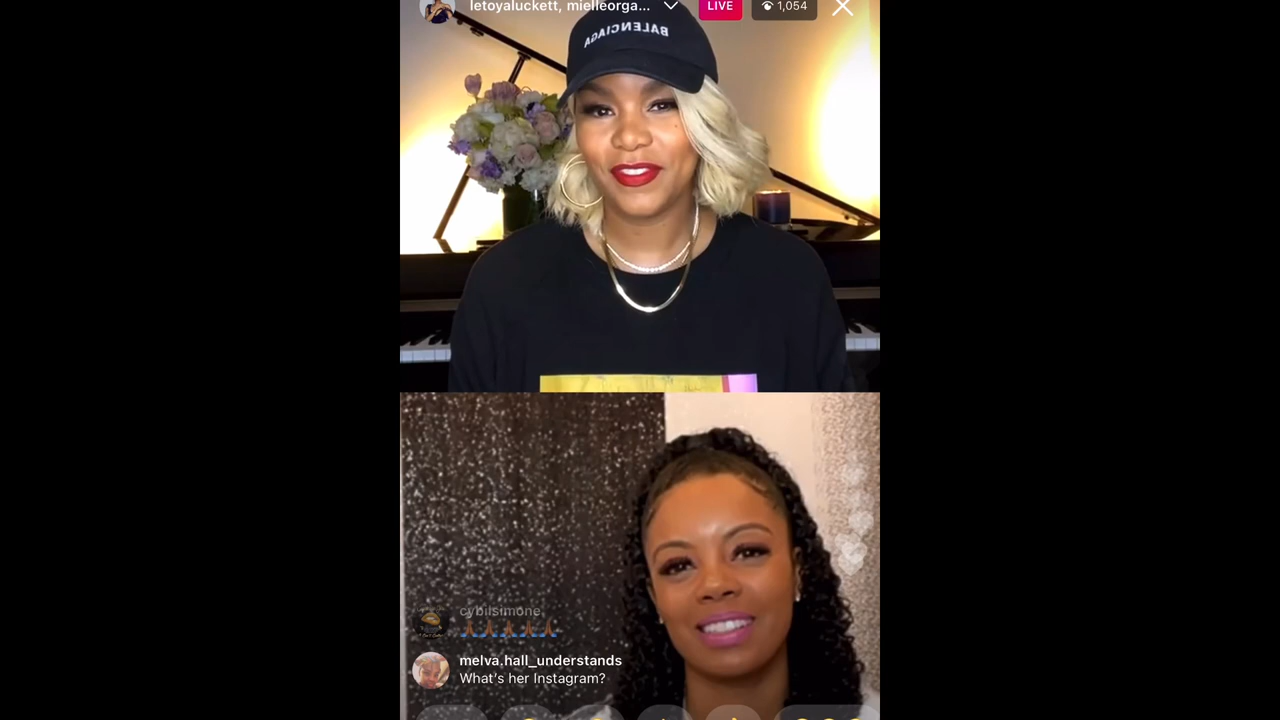 letoyaluckett, mielleorga...
LIVE
1,054
BALENCIAGA
cybilsimone
melva.hall_understands
What's her Instagram?